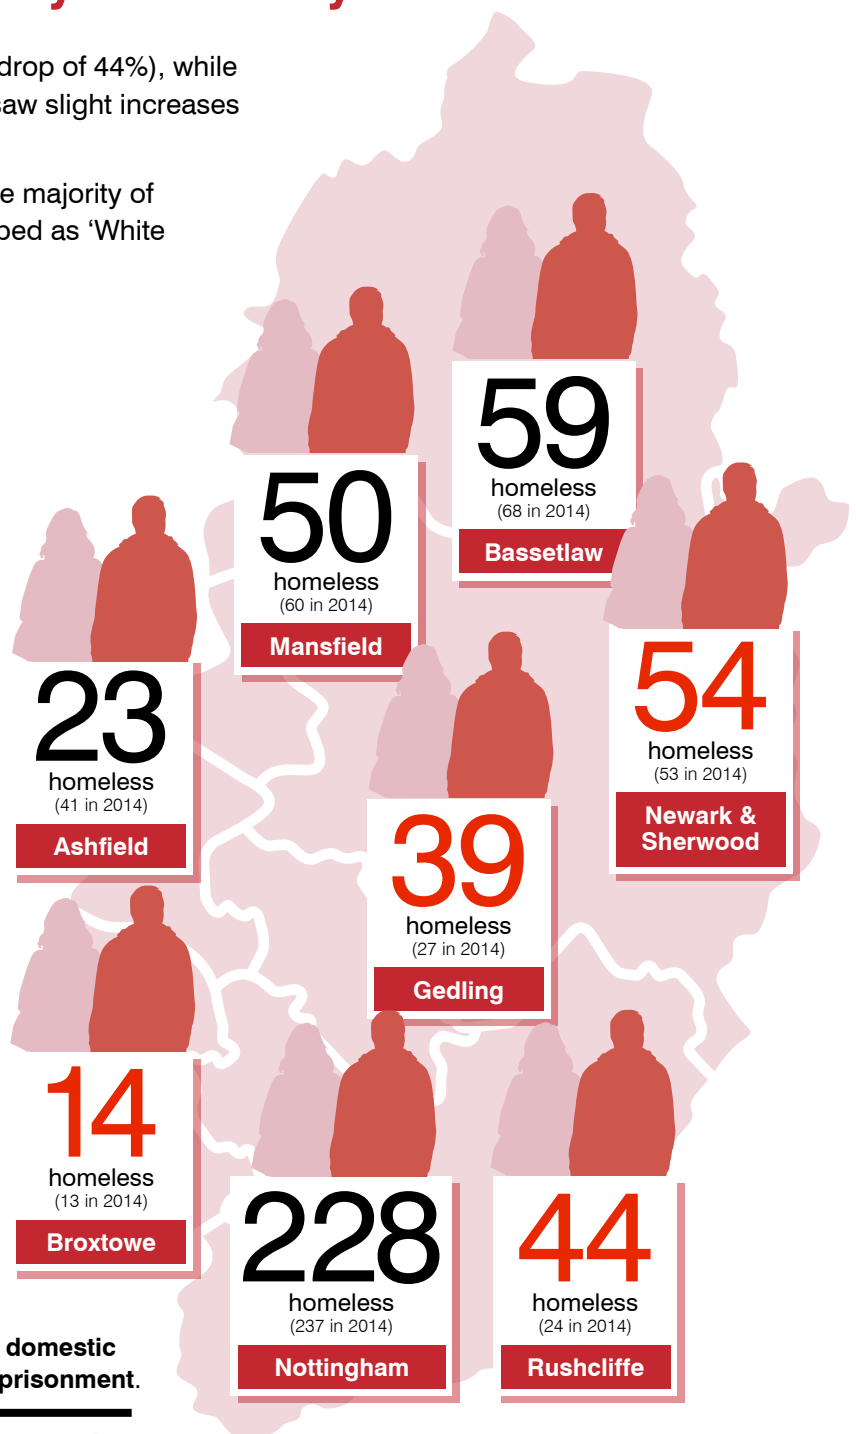 drop of 44%), while
saw slight increases
majority of
as ‘White
59
homeless
(68 in 2014)
Bassetlaw
50
homeless
(60 in 2014)
Mansfield
54
homeless
(53 in 2014)
Newark &
Sherwood
23
homeless
(41 in 2014)
Ashfield
39
homeless
(27 in 2014)
Gedling
14
homeless
(13 in 2014)
Broxtowe
228
homeless
(237 in 2014)
Nottingham
44
homeless
(24 in 2014)
Rushcliffe
domestic
prisonment.